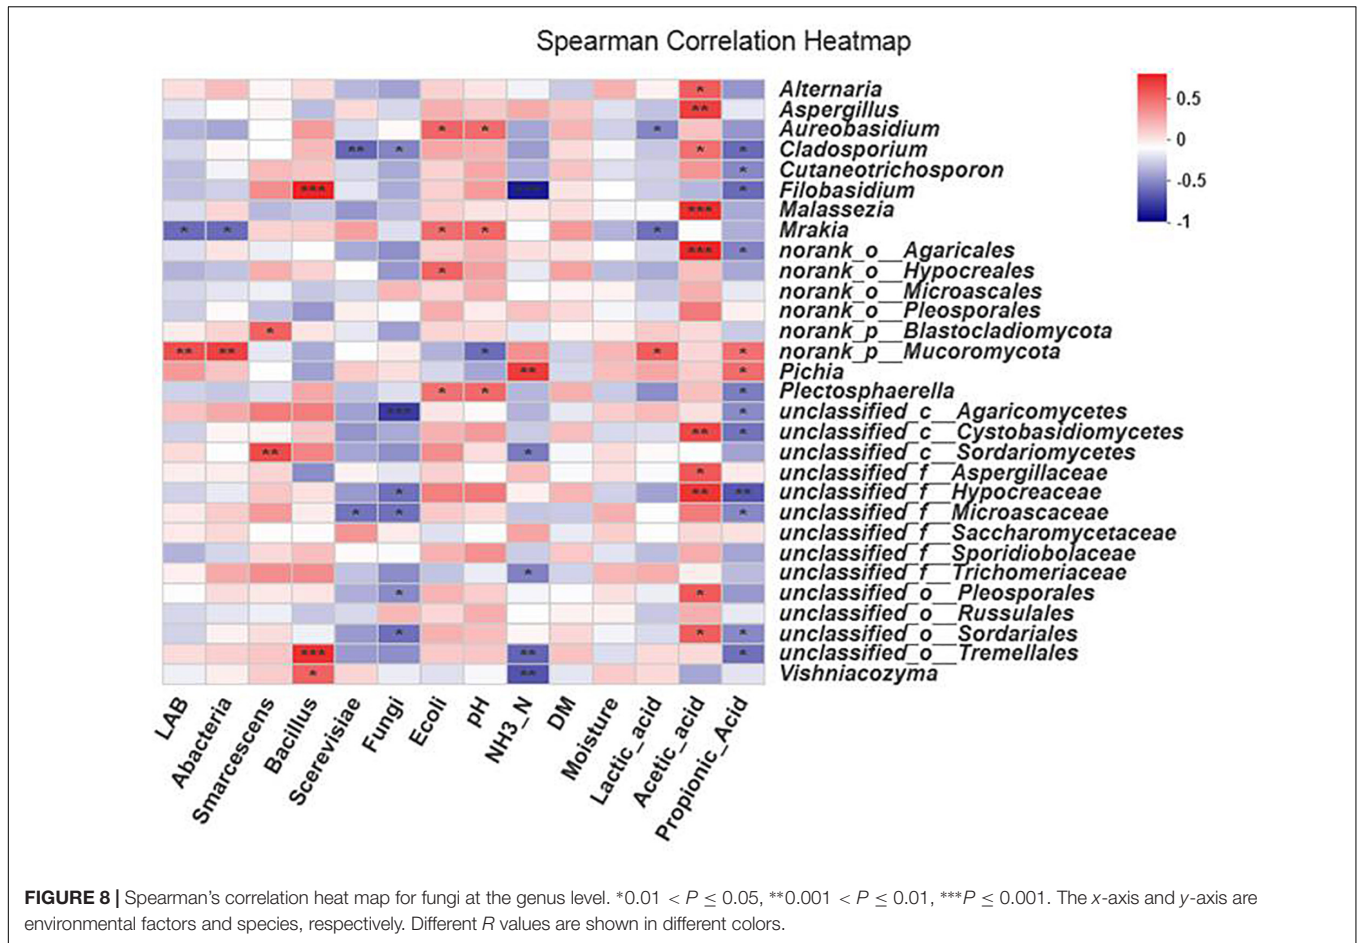 Spearman Correlation Heatmap
Alternaria
Aspergillus
Aureobasidium
Cladosporium
Cutaneotrichosporon
Filobasidium
Malassezia
Mrakia
norank_o__Agaricales
norank_o__Hypocreales
norank_o__Microascales
norank_o__Pleosporales
norank_p__Blastocladiomycota
norank_p__Mucoromycota
Pichia
Plectosphaerella
unclassified_c__Agaricomycetes
unclassified_c__Cystobasidiomycetes
unclassified_c__Sordariomycetes
unclassified_f__Aspergillaceae
unclassified_f__Hypocreaceae
unclassified_f__Microascaceae
unclassified_f__Saccharomycetaceae
unclassified_f__Sporidiobolaceae
unclassified_f__Trichomeriaceae
unclassified_o__Pleosporales
unclassified_o__Russulales
unclassified_o__Sordariales
unclassified_o__Tremellales
Vishniacozyma
0.5
0
-0.5
-1
LAB
Abacteria
Smarcescens
Bacillus
Scerevisiae
Fungi
Ecoli
pH
NH3_N
DM
Moisture
Lactic_acid
Acetic_acid
Propionic_Acid
FIGURE 8 | Spearman's correlation heat map for fungi at the genus level. *0.01 < P ≤ 0.05, **0.001 < P ≤ 0.01, ***P ≤ 0.001. The x-axis and y-axis are
environmental factors and species, respectively. Different R values are shown in different colors.